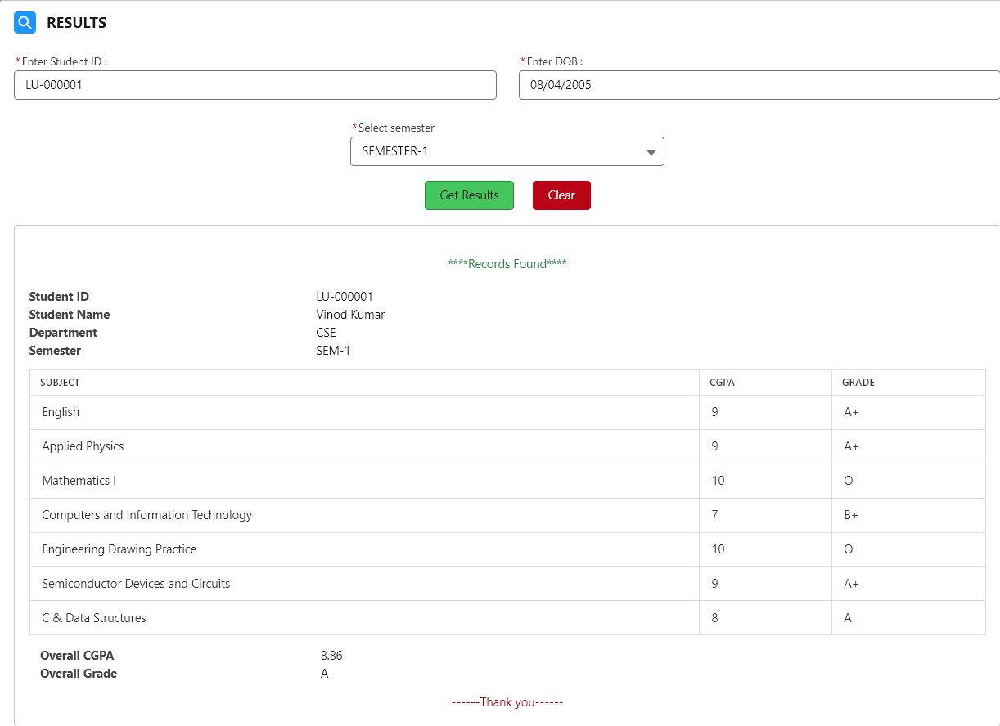 RESULTS
*Enter Student ID : *Enter DOB :
LU-000001 08/04/2005
*Select semester
SEMESTER-1
Get Results Clear
****Records Found****
Student ID LU-000001
Student Name Vinod Kumar
Department CSE
Semester SEM-1
SUBJECT CGPA GRADE
English 9 A+
Applied Physics 9 A+
Mathematics I 10 O
Computers and Information Technology 7 B+
Engineering Drawing Practice 10 O
Semiconductor Devices and Circuits 9 A+
C & Data Structures 8 A
Overall CGPA 8.86
Overall Grade A
------Thank you------